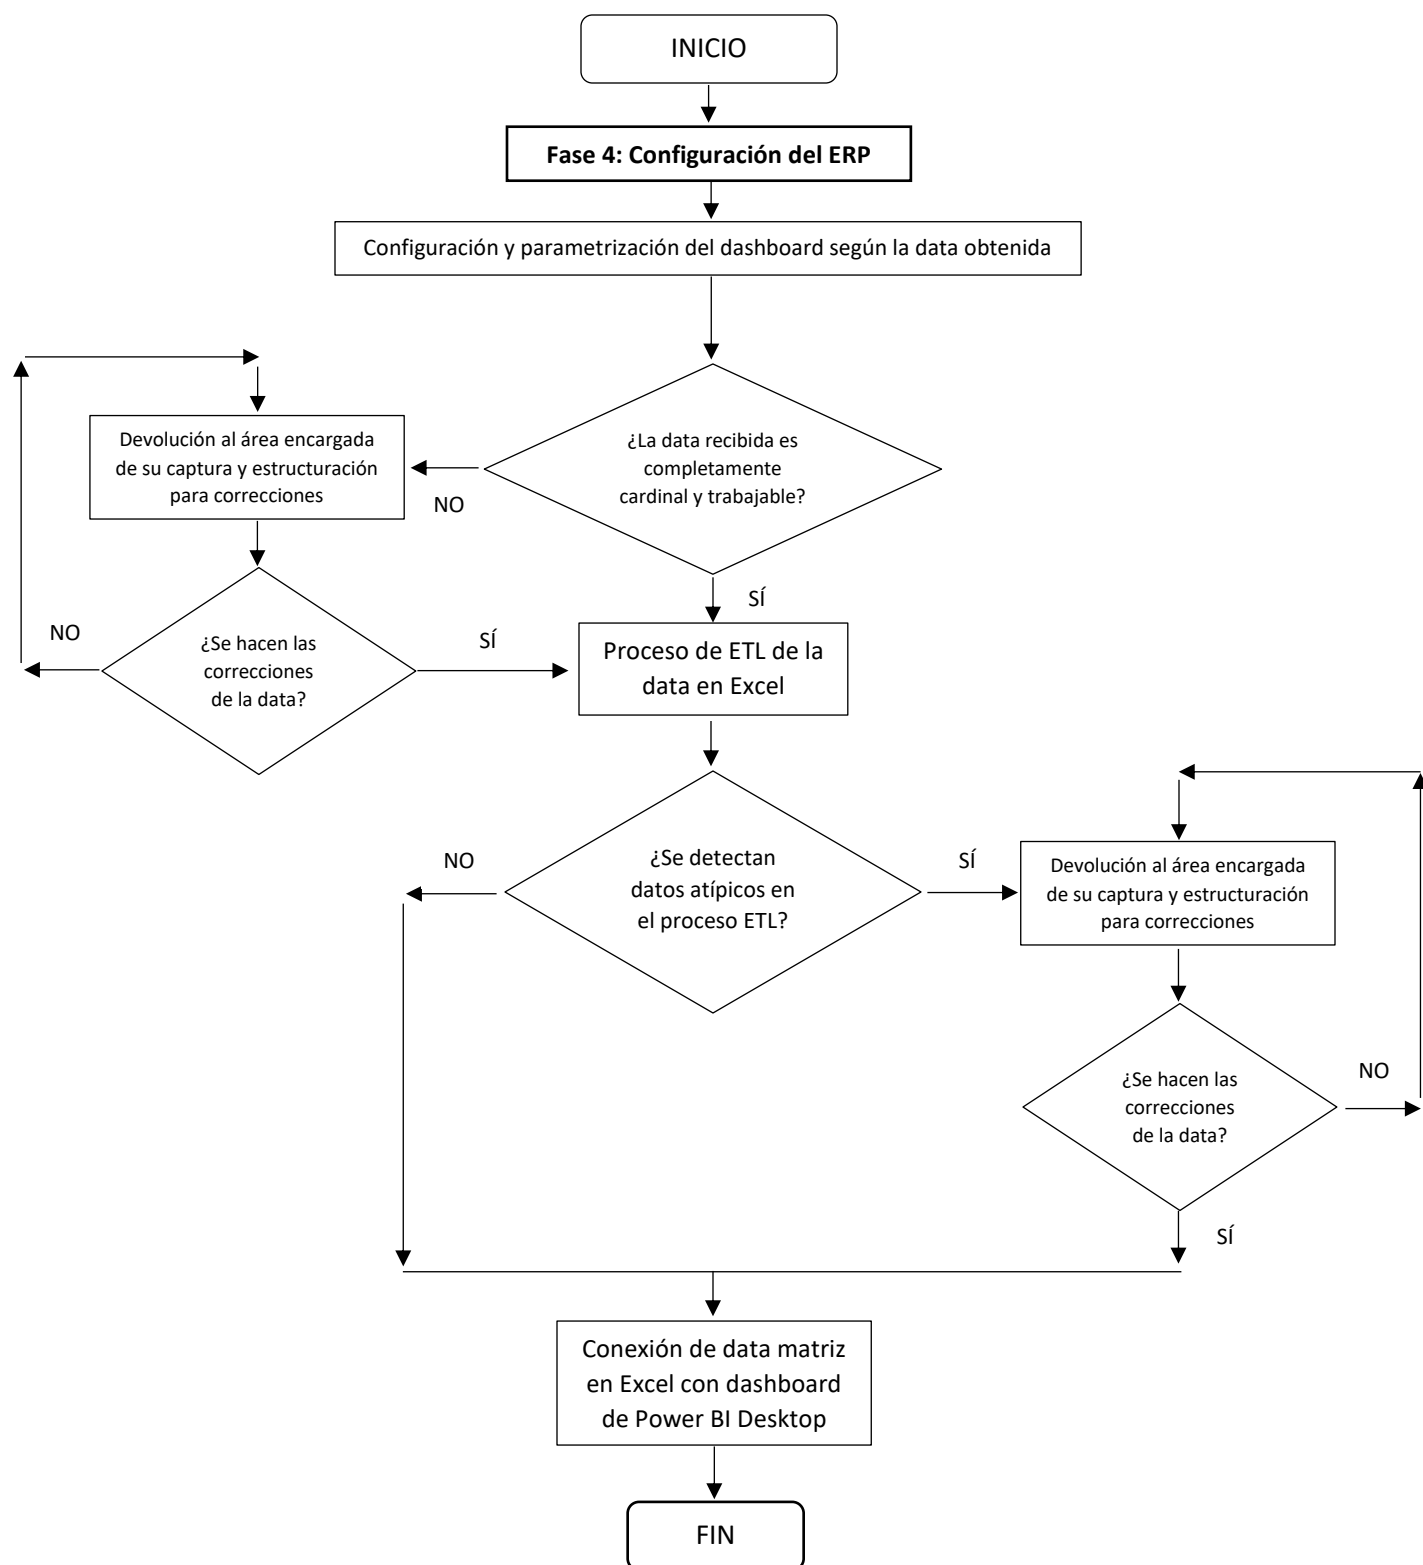 INICIO
Fase 4: Configuración del ERP
Configuración y parametrización del dashboard según la data obtenida
Devolución al área encargada
de su captura y estructuración
para correcciones
¿La data recibida es
completamente
cardinal y trabajable?
NO
SÍ
NO
¿Se hacen las
correcciones
de la data?
SÍ
Proceso de ETL de la
data en Excel
NO
¿Se detectan
datos atípicos en
el proceso ETL?
SÍ
Devolución al área encargada
de su captura y estructuración
para correcciones
¿Se hacen las
correcciones
de la data?
NO
SÍ
Conexión de data matriz
en Excel con dashboard
de Power BI Desktop
FIN